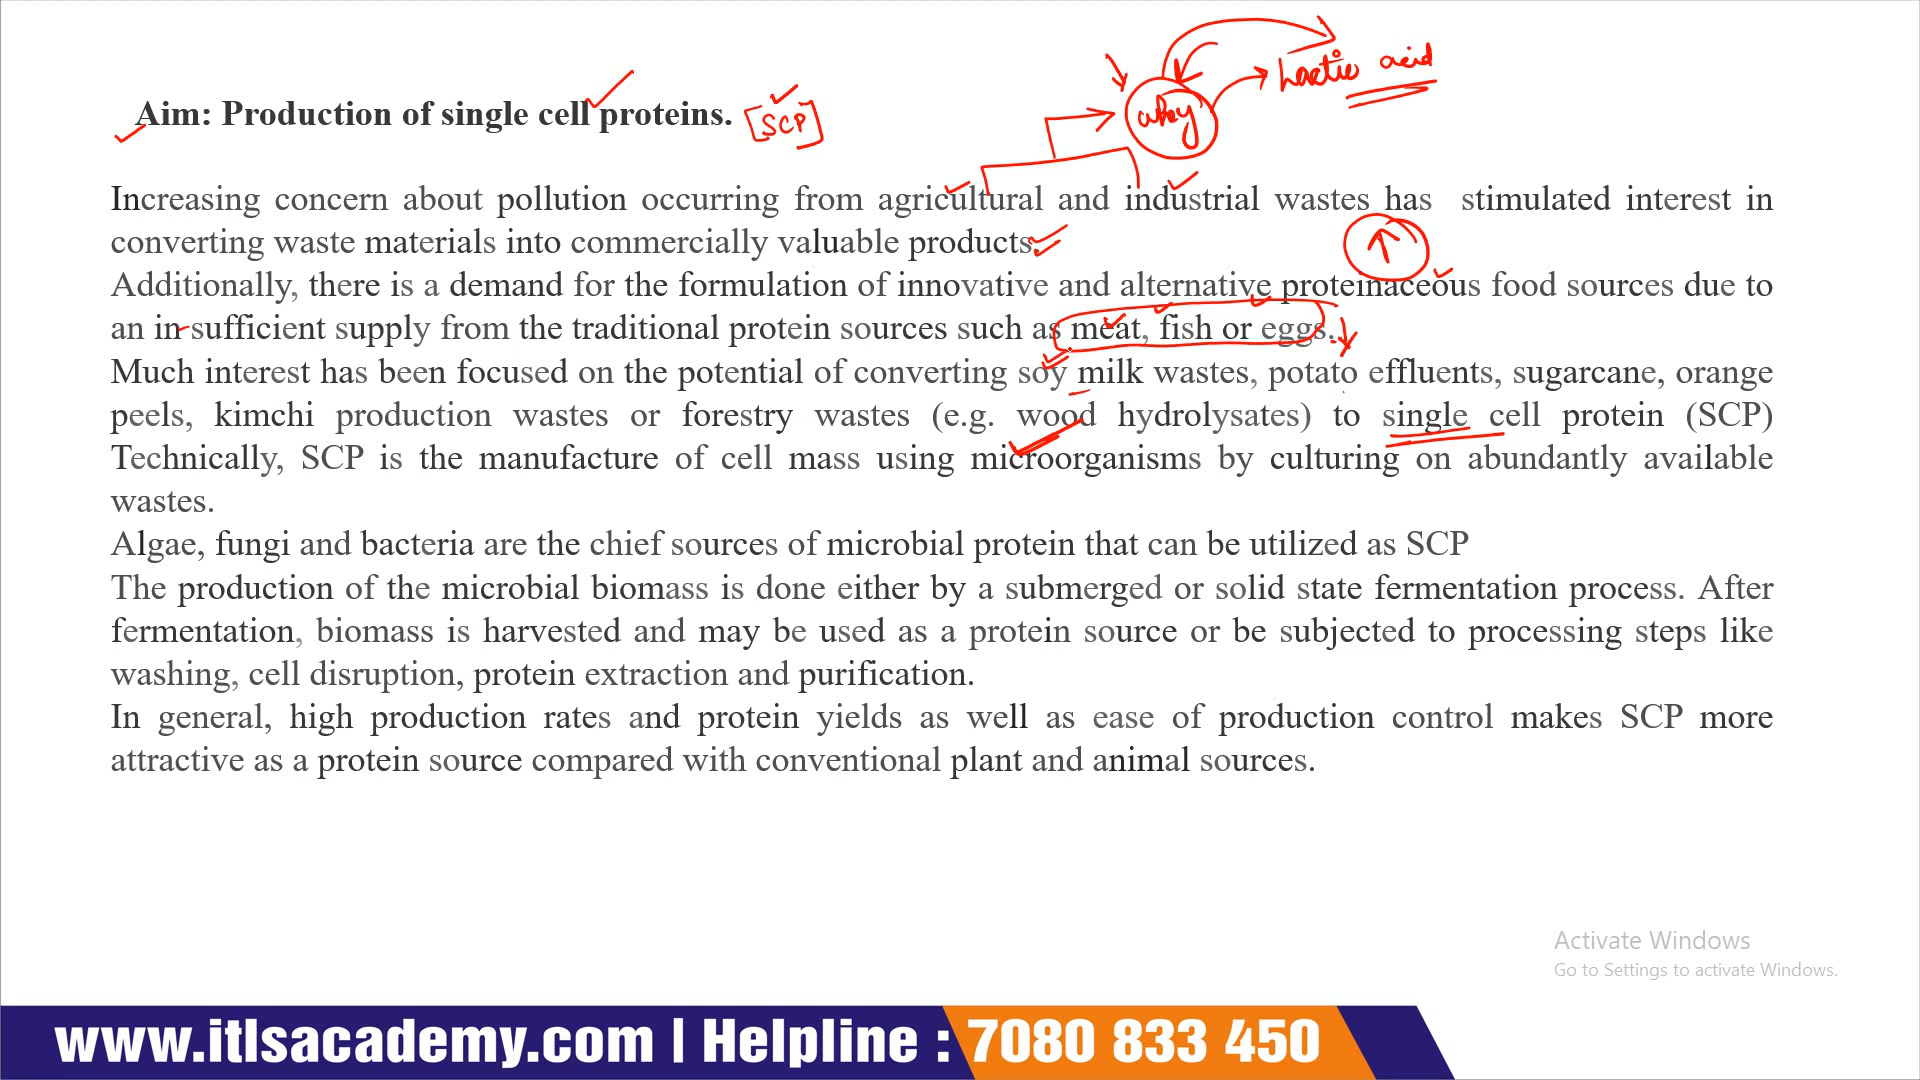 Lactic acid
whey
Aim: Production of single cell proteins. [SCP]
Increasing concern about pollution occurring from agricultural and industrial wastes has stimulated interest in
converting waste materials into commercially valuable products.
Additionally, there is a demand for the formulation of innovative and alternative proteinaceous food sources due to
an in-sufficient supply from the traditional protein sources such as meat, fish or eggs.
Much interest has been focused on the potential of converting soy milk wastes, potato effluents, sugarcane, orange
peels, kimchi production wastes or forestry wastes (e.g. wood hydrolysates) to single cell protein (SCP)
Technically, SCP is the manufacture of cell mass using microorganisms by culturing on abundantly available
wastes.
Algae, fungi and bacteria are the chief sources of microbial protein that can be utilized as SCP
The production of the microbial biomass is done either by a submerged or solid state fermentation process. After
fermentation, biomass is harvested and may be used as a protein source or be subjected to processing steps like
washing, cell disruption, protein extraction and purification.
In general, high production rates and protein yields as well as ease of production control makes SCP more
attractive as a protein source compared with conventional plant and animal sources.
Activate Windows
Go to Settings to activate Windows.
www.itlsacademy.com | Helpline : 7080 833 450